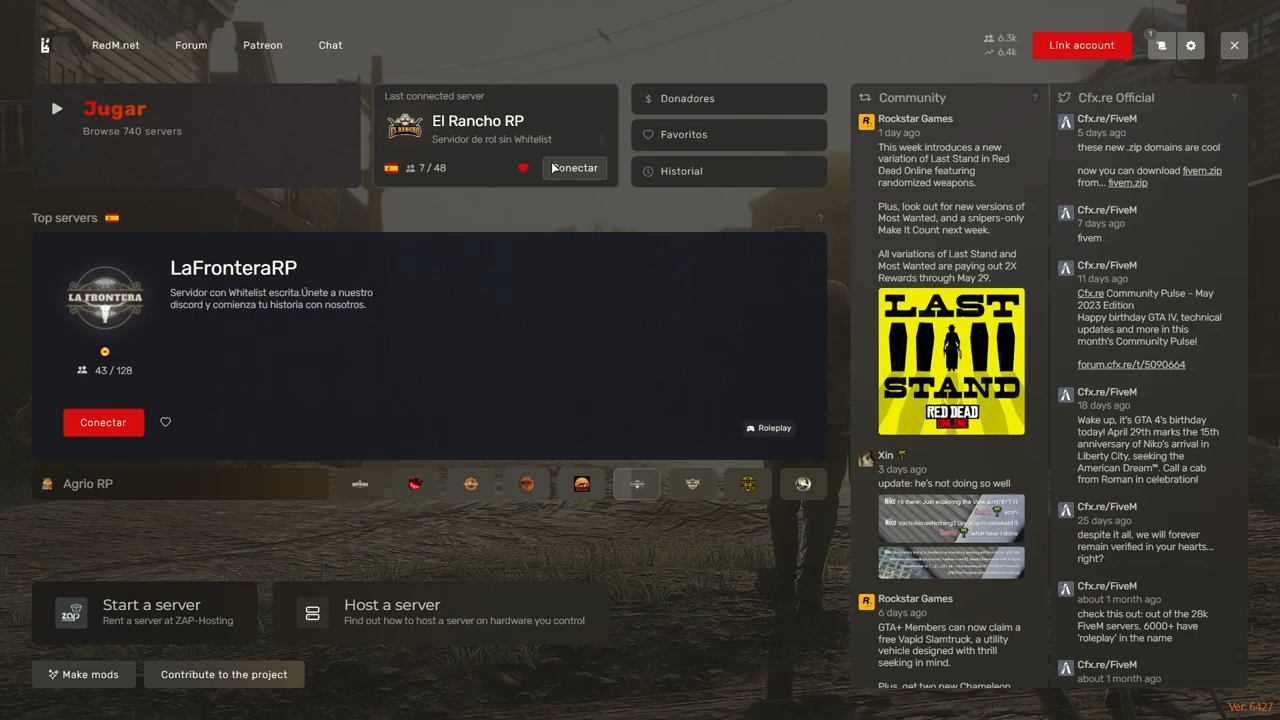 RedM.net
Forum
Patreon
Chat
6.3k
6.4k
Link account
1
Jugar
Browse 740 servers
Last connected server
El Rancho RP
Servidor de rol sin Whitelist
7 / 48
Conectar
$ Donadores
Favoritos
Historial
Top servers
?
LA FRONTERA
LaFronteraRP
Servidor con Whitelist escrita.Únete a nuestro
discord y comienza tu historia con nosotros.
43 / 128
Conectar
Roleplay
Agrio RP
Start a server
Rent a server at ZAP-Hosting
Host a server
Find out how to host a server on hardware you control
Make mods
Contribute to the project
Community
?
Rockstar Games
1 day ago
This week introduces a new
variation of Last Stand in Red
Dead Online featuring
randomized weapons.
Plus, look out for new versions of
Most Wanted, and a snipers-only
Make It Count next week.
All variations of Last Stand and
Most Wanted are paying out 2X
Rewards through May 29.
LAST
STAND
RED DEAD
ONLINE
Xin
3 days ago
update: he's not doing so well
Rockstar Games
6 days ago
GTA+ Members can now claim a
free Vapid Slamtruck, a utility
vehicle designed with thrill
seeking in mind.
Plus, get two new Chameleon
Cfx.re Official
?
Cfx.re/FiveM
5 days ago
these new .zip domains are cool
now you can download fivem.zip
from... fivem.zip
Cfx.re/FiveM
7 days ago
fivem
Cfx.re/FiveM
11 days ago
Cfx.re Community Pulse - May
2023 Edition
Happy birthday GTA IV, technical
updates and more in this
month's Community Pulse!
forum.cfx.re/t/5090664
Cfx.re/FiveM
18 days ago
Wake up, it's GTA 4's birthday
today! April 29th marks the 15th
anniversary of Niko's arrival in
Liberty City, seeking the
American Dream™. Call a cab
from Roman in celebration!
Cfx.re/FiveM
25 days ago
despite it all, we will forever
remain verified in your hearts...
right?
Cfx.re/FiveM
about 1 month ago
check this out: out of the 28k
FiveM servers, 6000+ have
'roleplay' in the name
Cfx.re/FiveM
about 1 month ago
Ver. 6427